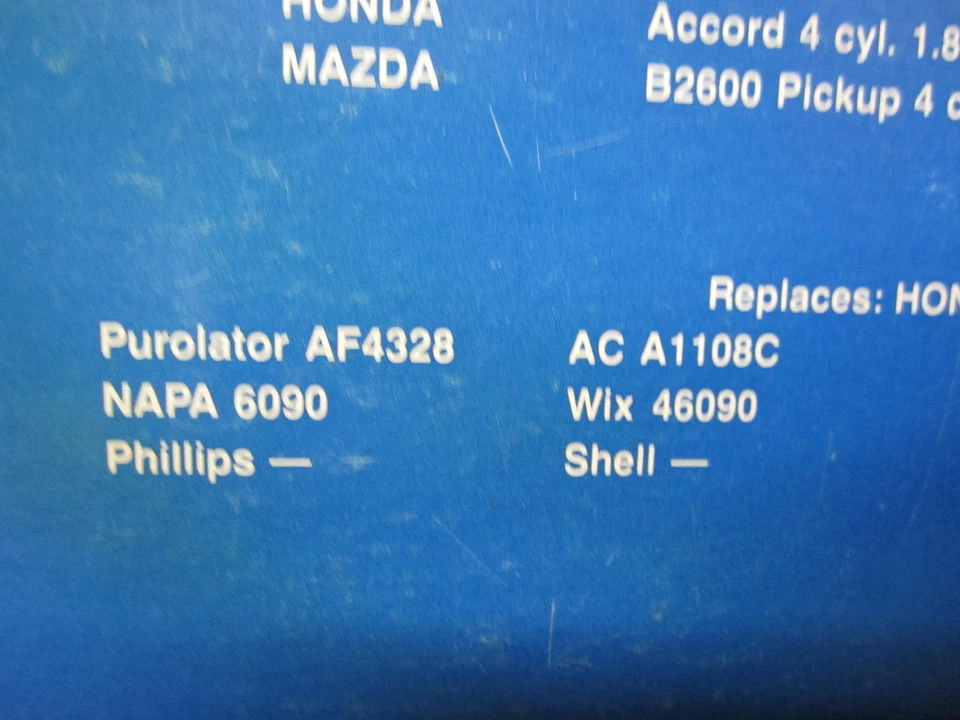 HONDA Accord 4 cyl. 1.8
MAZDA B2600 Pickup 4
Replaces:
Purolator AF4328 AC A1108C
NAPA 6090 Wix 46090
Phillips — Shell —